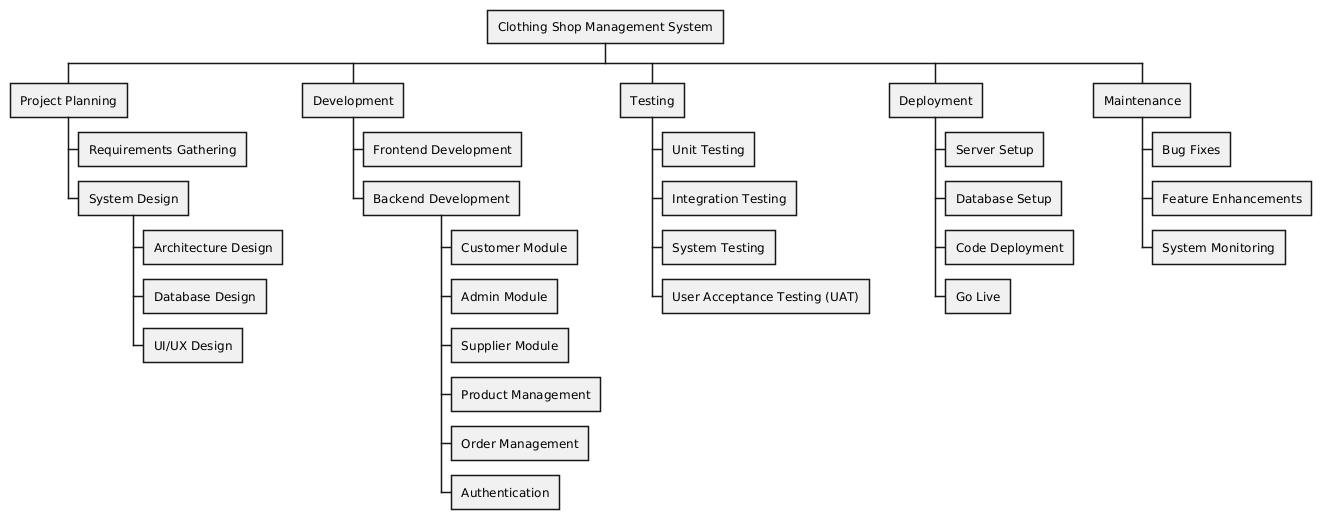 Clothing Shop Management System
Project Planning
Requirements Gathering
System Design
Architecture Design
Database Design
UI/UX Design
Development
Frontend Development
Backend Development
Customer Module
Admin Module
Supplier Module
Product Management
Order Management
Authentication
Testing
Unit Testing
Integration Testing
System Testing
User Acceptance Testing (UAT)
Deployment
Server Setup
Database Setup
Code Deployment
Go Live
Maintenance
Bug Fixes
Feature Enhancements
System Monitoring